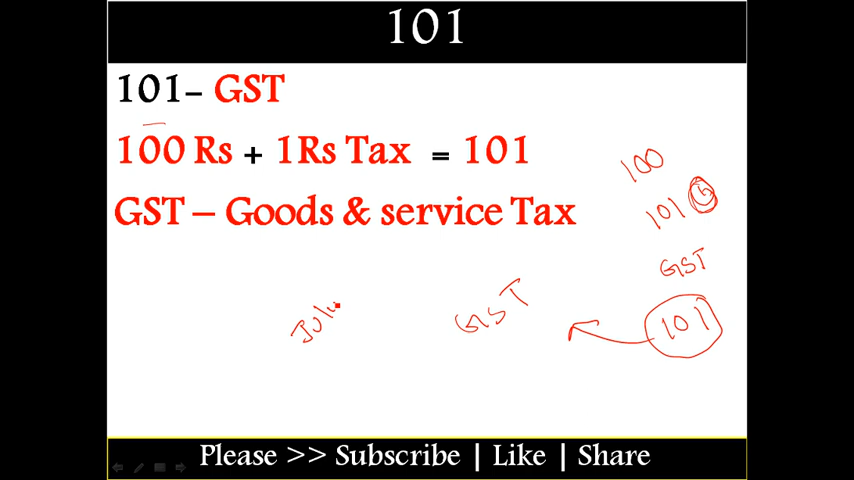 101
101- GST
100 Rs + 1Rs Tax = 101
GST – Goods & service Tax
100
101
GST
101
GST
Please >> Subscribe | Like | Share